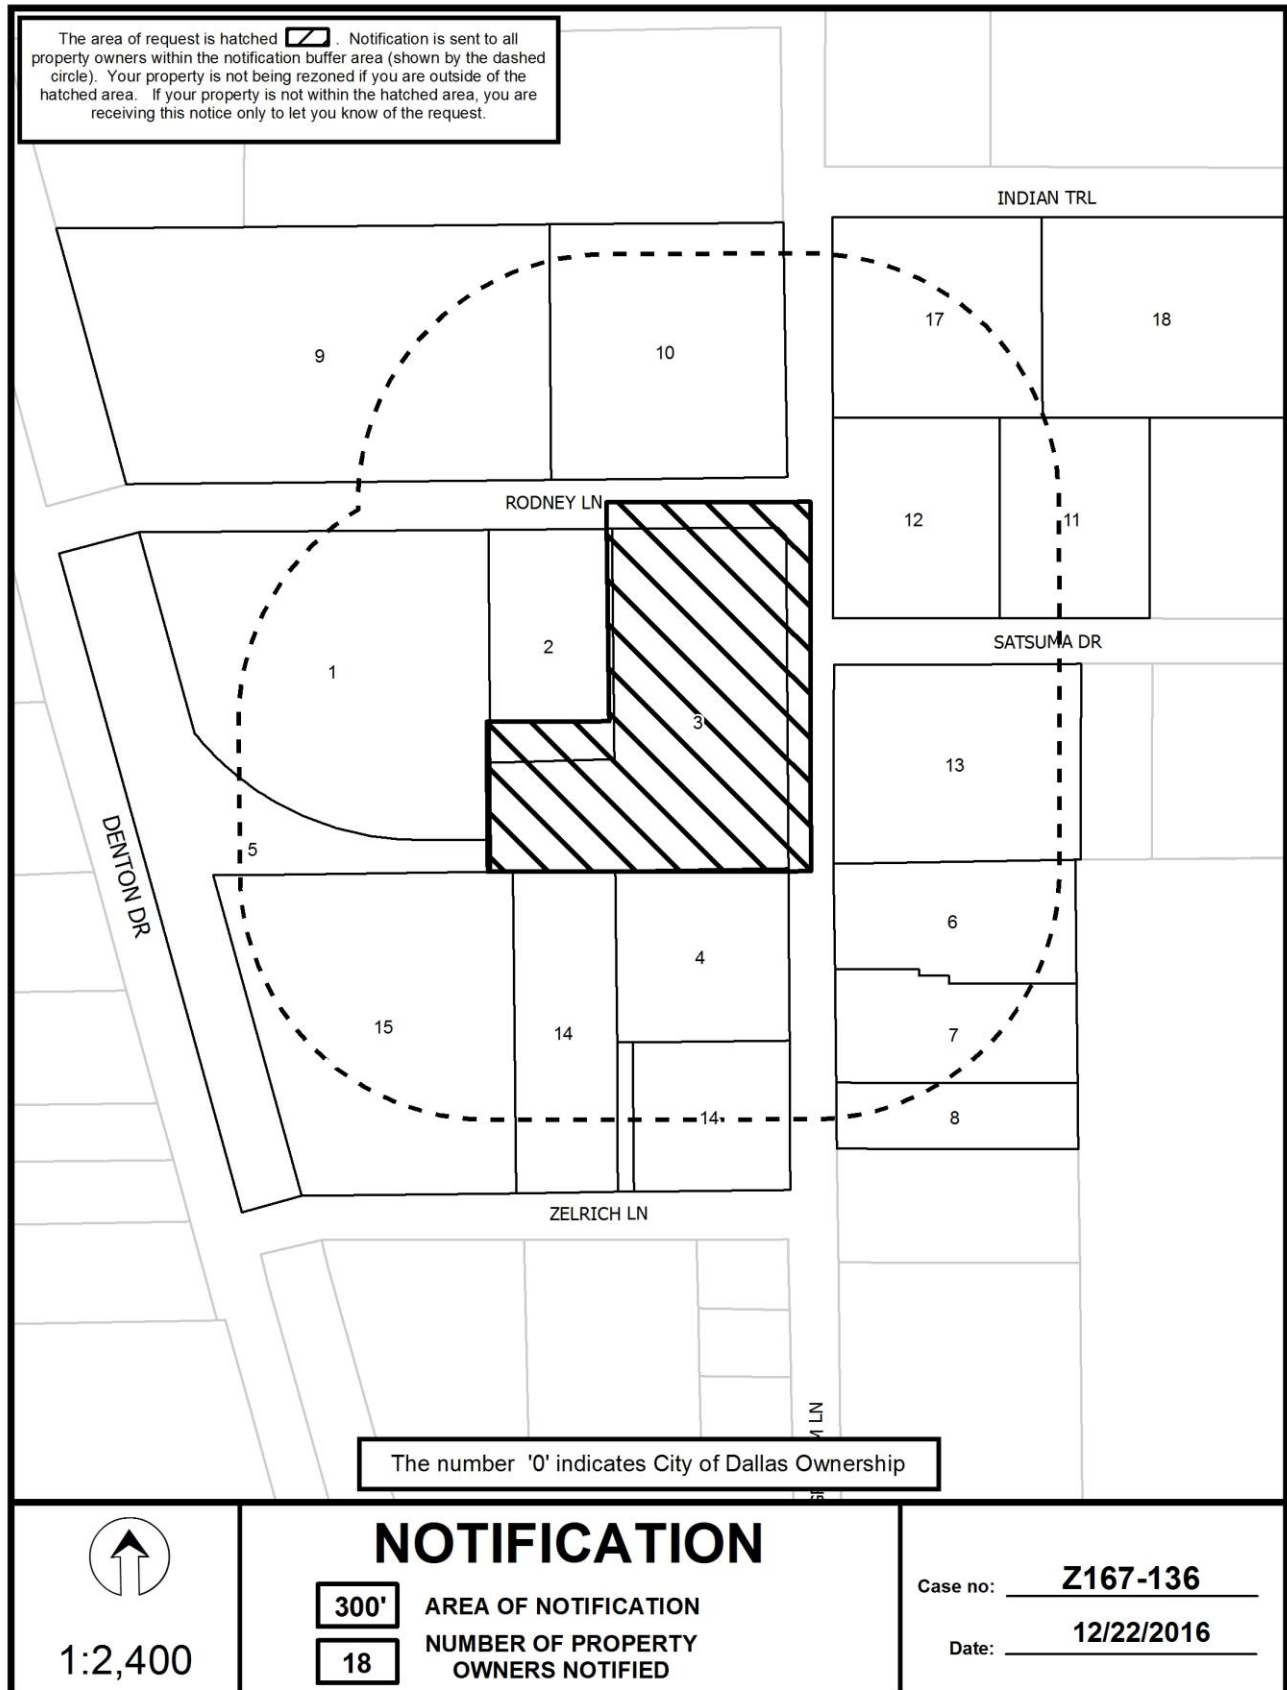 The area of request is hatched . Notification is sent to all
property owners within the notification buffer area (shown by the dashed
circle). Your property is not being rezoned if you are outside of the
hatched area. If your property is not within the hatched area, you are
receiving this notice only to let you know of the request.
INDIAN TRL
17
18
9
10
RODNEY LN
12
11
SATSUMA DR
2
1
3
13
DENTON DR
5
6
4
15
14
7
14
8
ZELRICH LN
LN
The number '0' indicates City of Dallas Ownership
1:2,400
NOTIFICATION
300' AREA OF NOTIFICATION
18 NUMBER OF PROPERTY
OWNERS NOTIFIED
Case no: Z167-136
Date: 12/22/2016